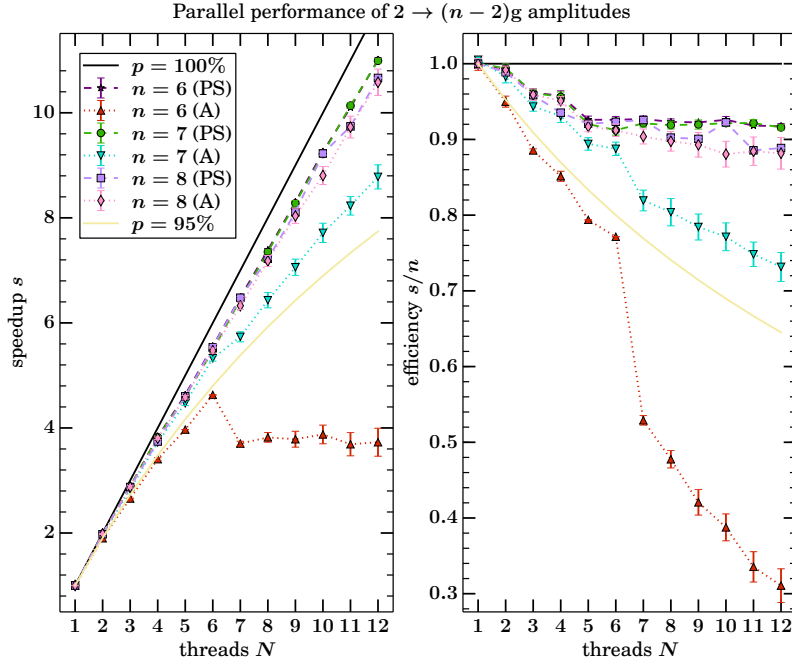 Parallel performance of 2 → (n − 2)g amplitudes
p = 100%
n = 6 (PS)
n = 6 (A)
n = 7 (PS)
n = 7 (A)
n = 8 (PS)
n = 8 (A)
p = 95%
10
8
6
4
2
speedup s
1 2 3 4 5 6 7 8 9 10 11 12
threads N
1.0
0.9
0.8
0.7
0.6
0.5
0.4
0.3
efficiency s/n
1 2 3 4 5 6 7 8 9 10 11 12
threads N